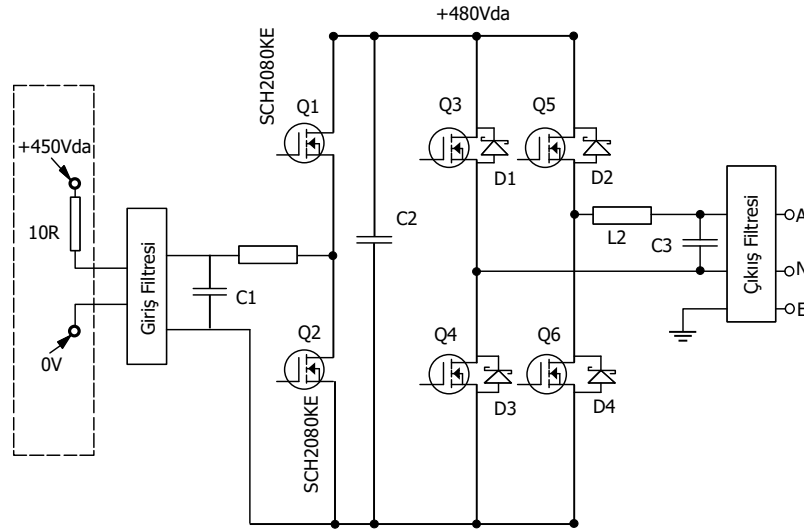 +480Vda
SCH2080KE
Q1
Q3
Q5
+450Vda
D1
D2
10R
Giriş Filtresi
C1
C2
L2
C3
Çıkış Filtresi
A
N
E
0V
Q2
Q4
Q6
SCH2080KE
D3
D4